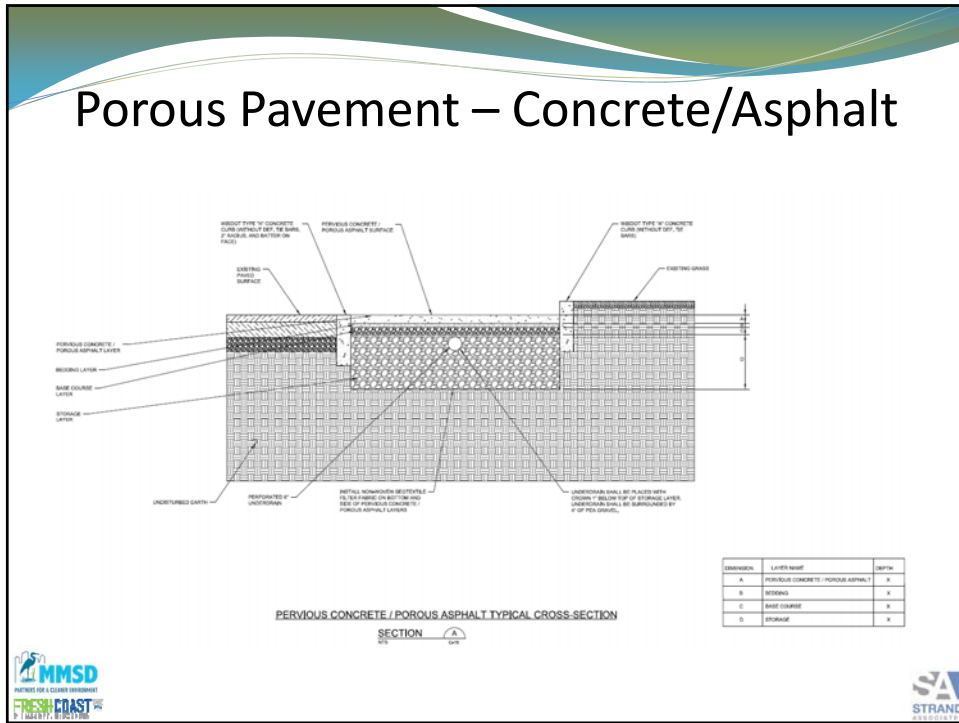 Porous Pavement – Concrete/Asphalt
WISDOT TYPE "A" CONCRETE
CURB (WITHOUT DEF, TIE BARS,
2" RADIUS, AND BATTER ON
FACE)
PERVIOUS CONCRETE /
POROUS ASPHALT SURFACE
WISDOT TYPE "A" CONCRETE
CURB (WITHOUT DEF, TIE
BARS)
EXISTING
PAVED
SURFACE
EXISTING GRASS
PERVIOUS CONCRETE /
POROUS ASPHALT LAYER
BEDDING LAYER
BASE COURSE
LAYER
STORAGE
LAYER
D
UNDISTURBED EARTH
PERFORATED 6"
UNDERDRAIN
INSTALL NONWOVEN GEOTEXTILE
FILTER FABRIC ON BOTTOM AND
SIDE OF PERVIOUS CONCRETE /
POROUS ASPHALT LAYERS
UNDERDRAIN SHALL BE PLACED WITH
CROWN 1" BELOW TOP OF STORAGE LAYER.
UNDERDRAIN SHALL BE SURROUNDED BY
4" OF PEA GRAVEL.
DIMENSION LAYER NAME DEPTH
A PERVIOUS CONCRETE / POROUS ASPHALT X
B BEDDING X
C BASE COURSE X
D STORAGE X
PERVIOUS CONCRETE / POROUS ASPHALT TYPICAL CROSS-SECTION
SECTION A
NTS
MMSD
PARTNERS FOR A CLEANER ENVIRONMENT
FRESH COAST
SA
STRAND
ASSOCIATES